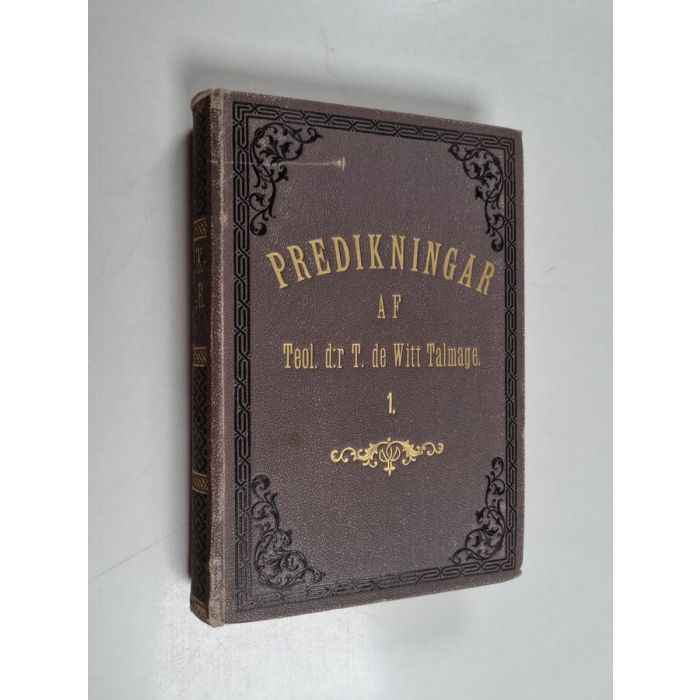 PREDIKNINGAR
AF
Teol. d:r T. de Witt Talmage.
1.